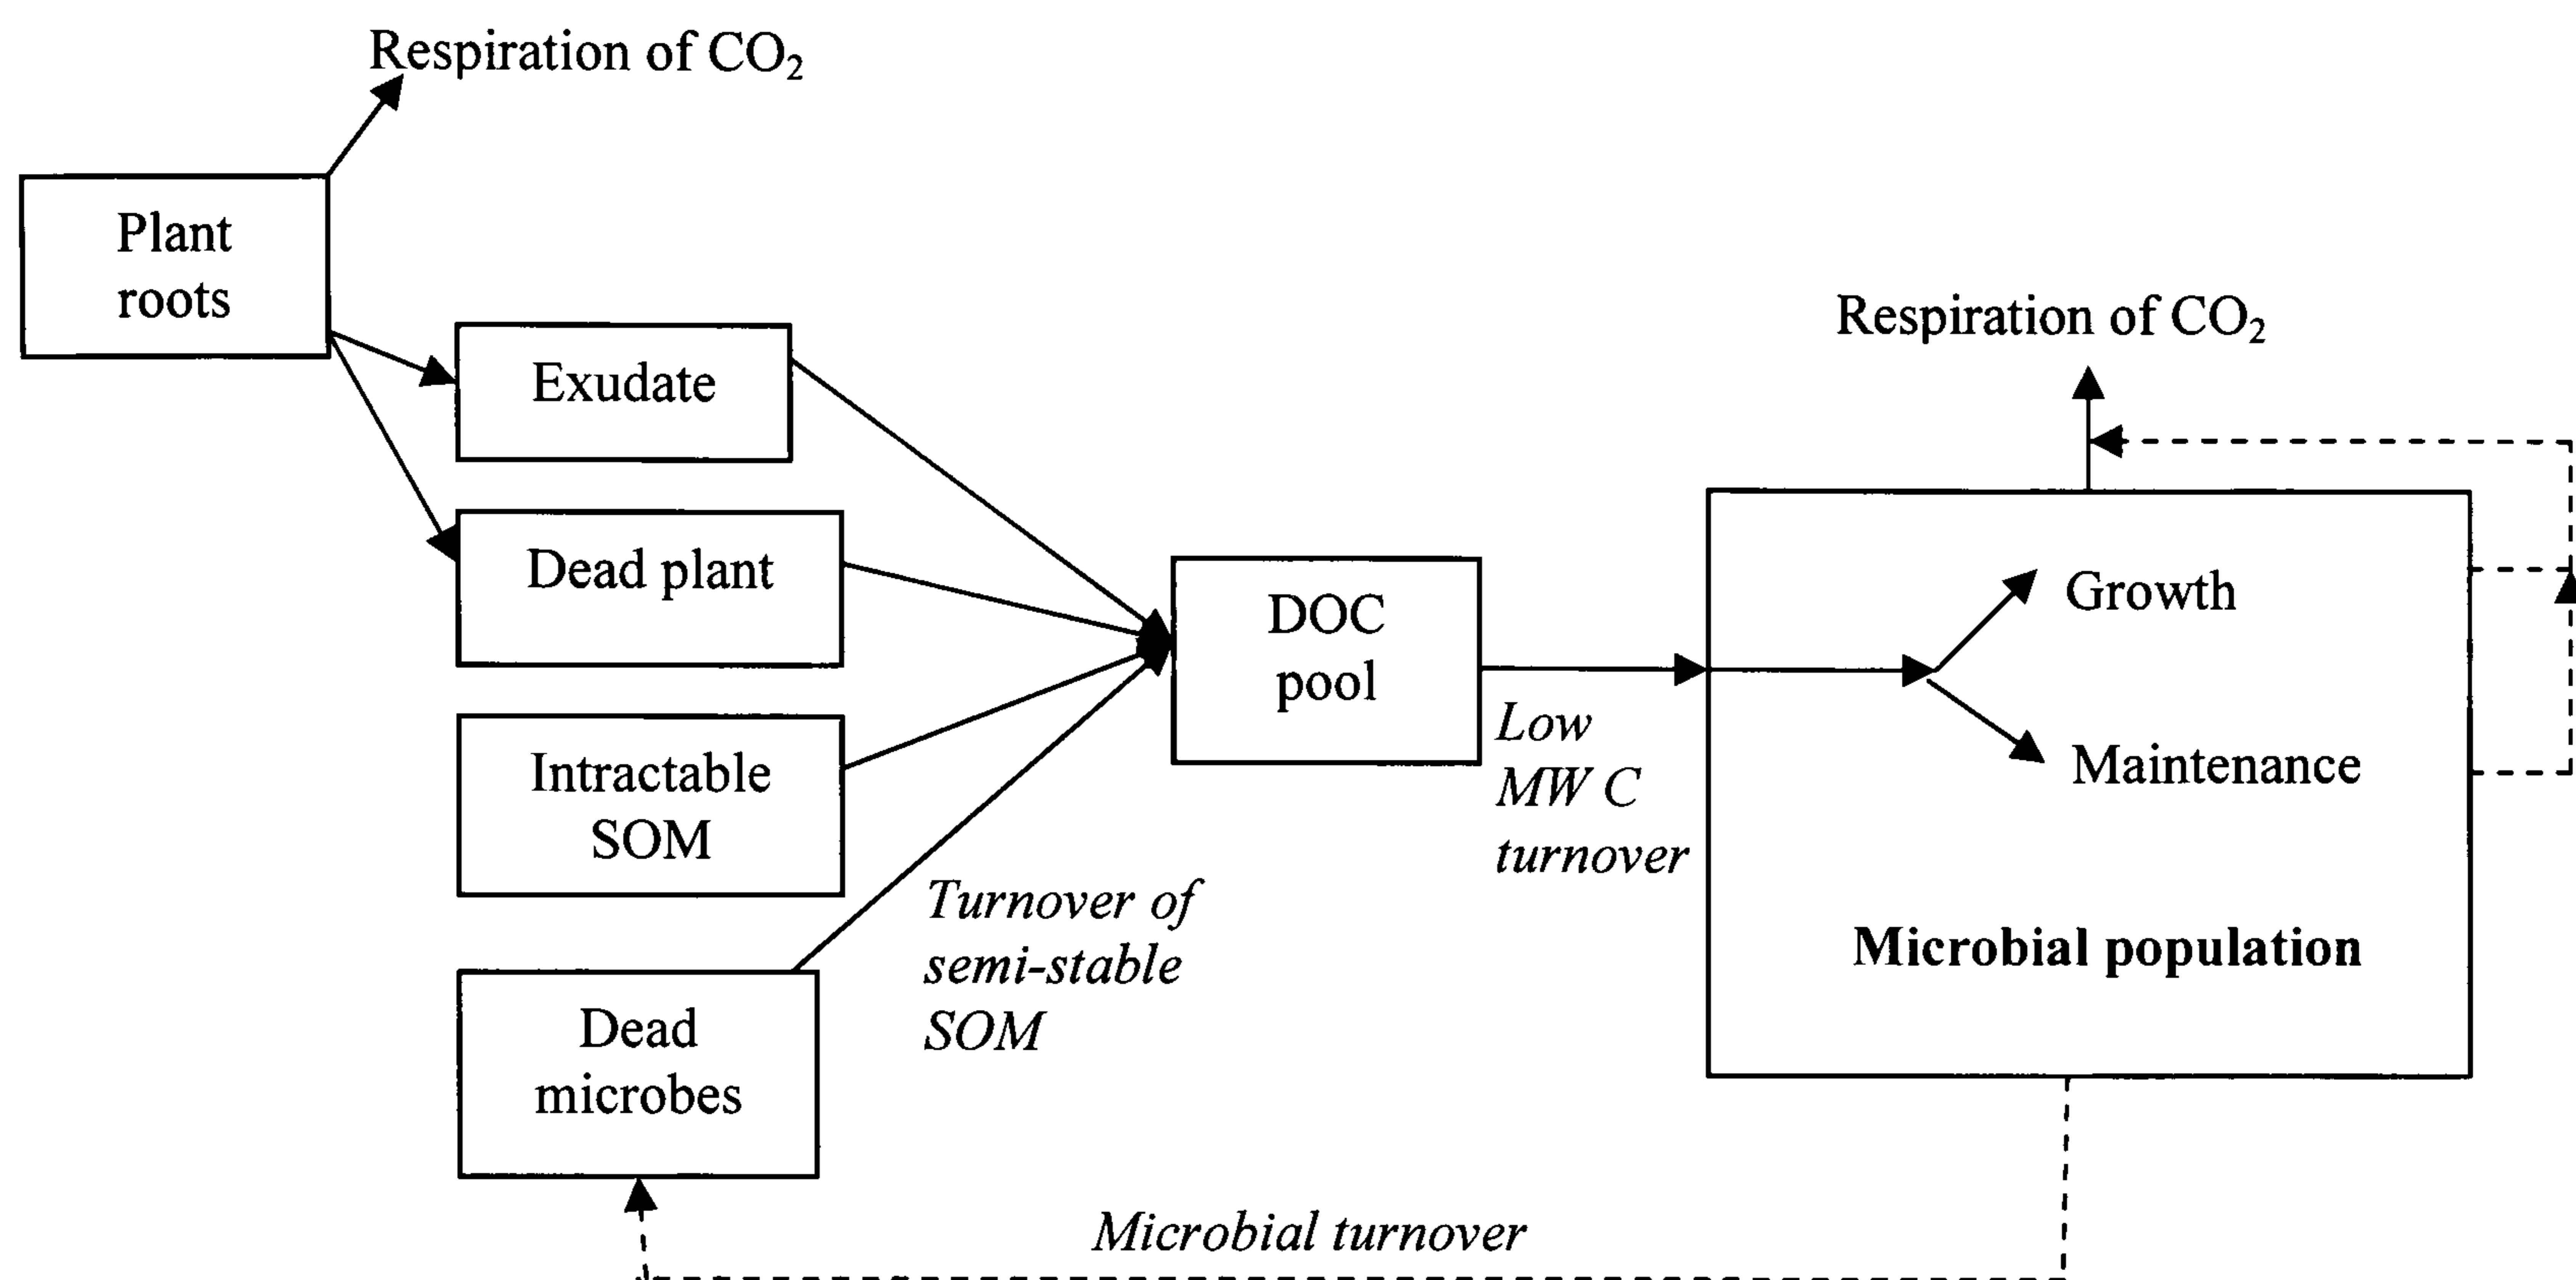 Respiration of CO₂
Plant
roots
Exudate
Dead plant
Intractable
SOM
Dead
microbes
Turnover of
semi-stable
SOM
DOC
pool
Low
MW C
turnover
Respiration of CO₂
Growth
Maintenance
Microbial population
Microbial turnover